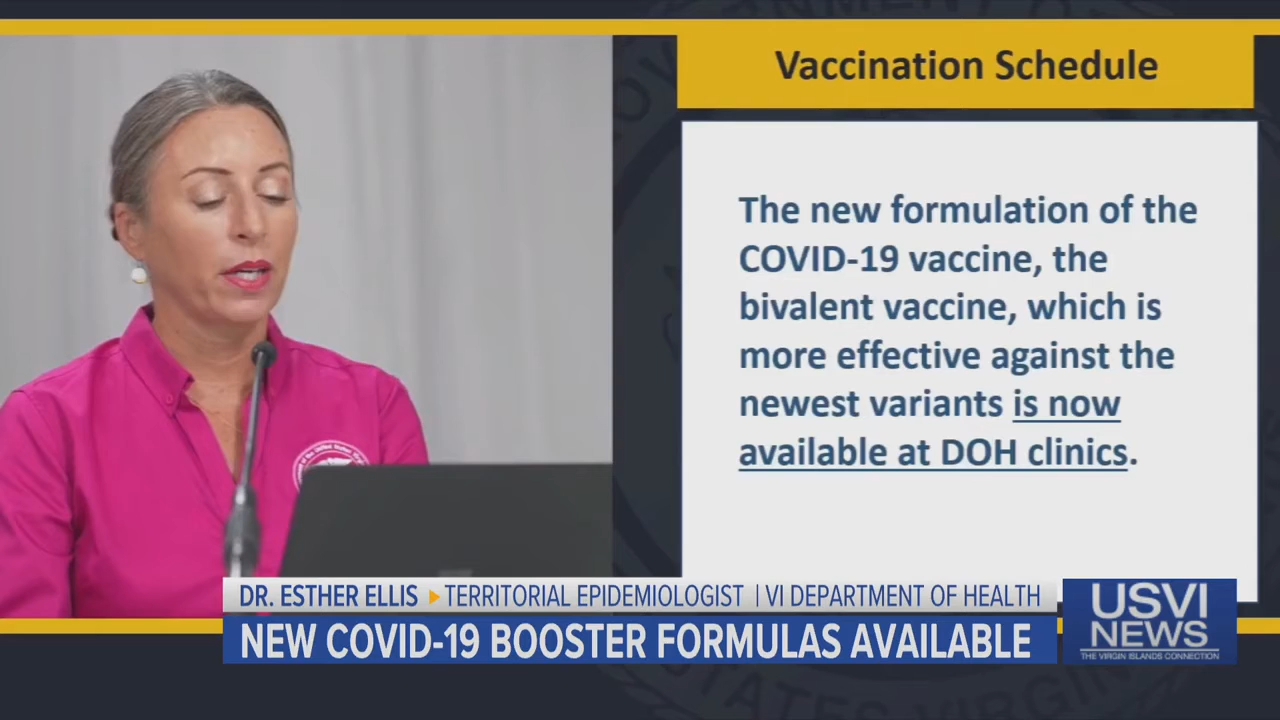 Vaccination Schedule
The new formulation of the
COVID-19 vaccine, the
bivalent vaccine, which is
more effective against the
newest variants is now
available at DOH clinics.
DR. ESTHER ELLIS TERRITORIAL EPIDEMIOLOGIST | VI DEPARTMENT OF HEALTH
NEW COVID-19 BOOSTER FORMULAS AVAILABLE
USVI
NEWS
THE VIRGIN ISLANDS CONNECTION